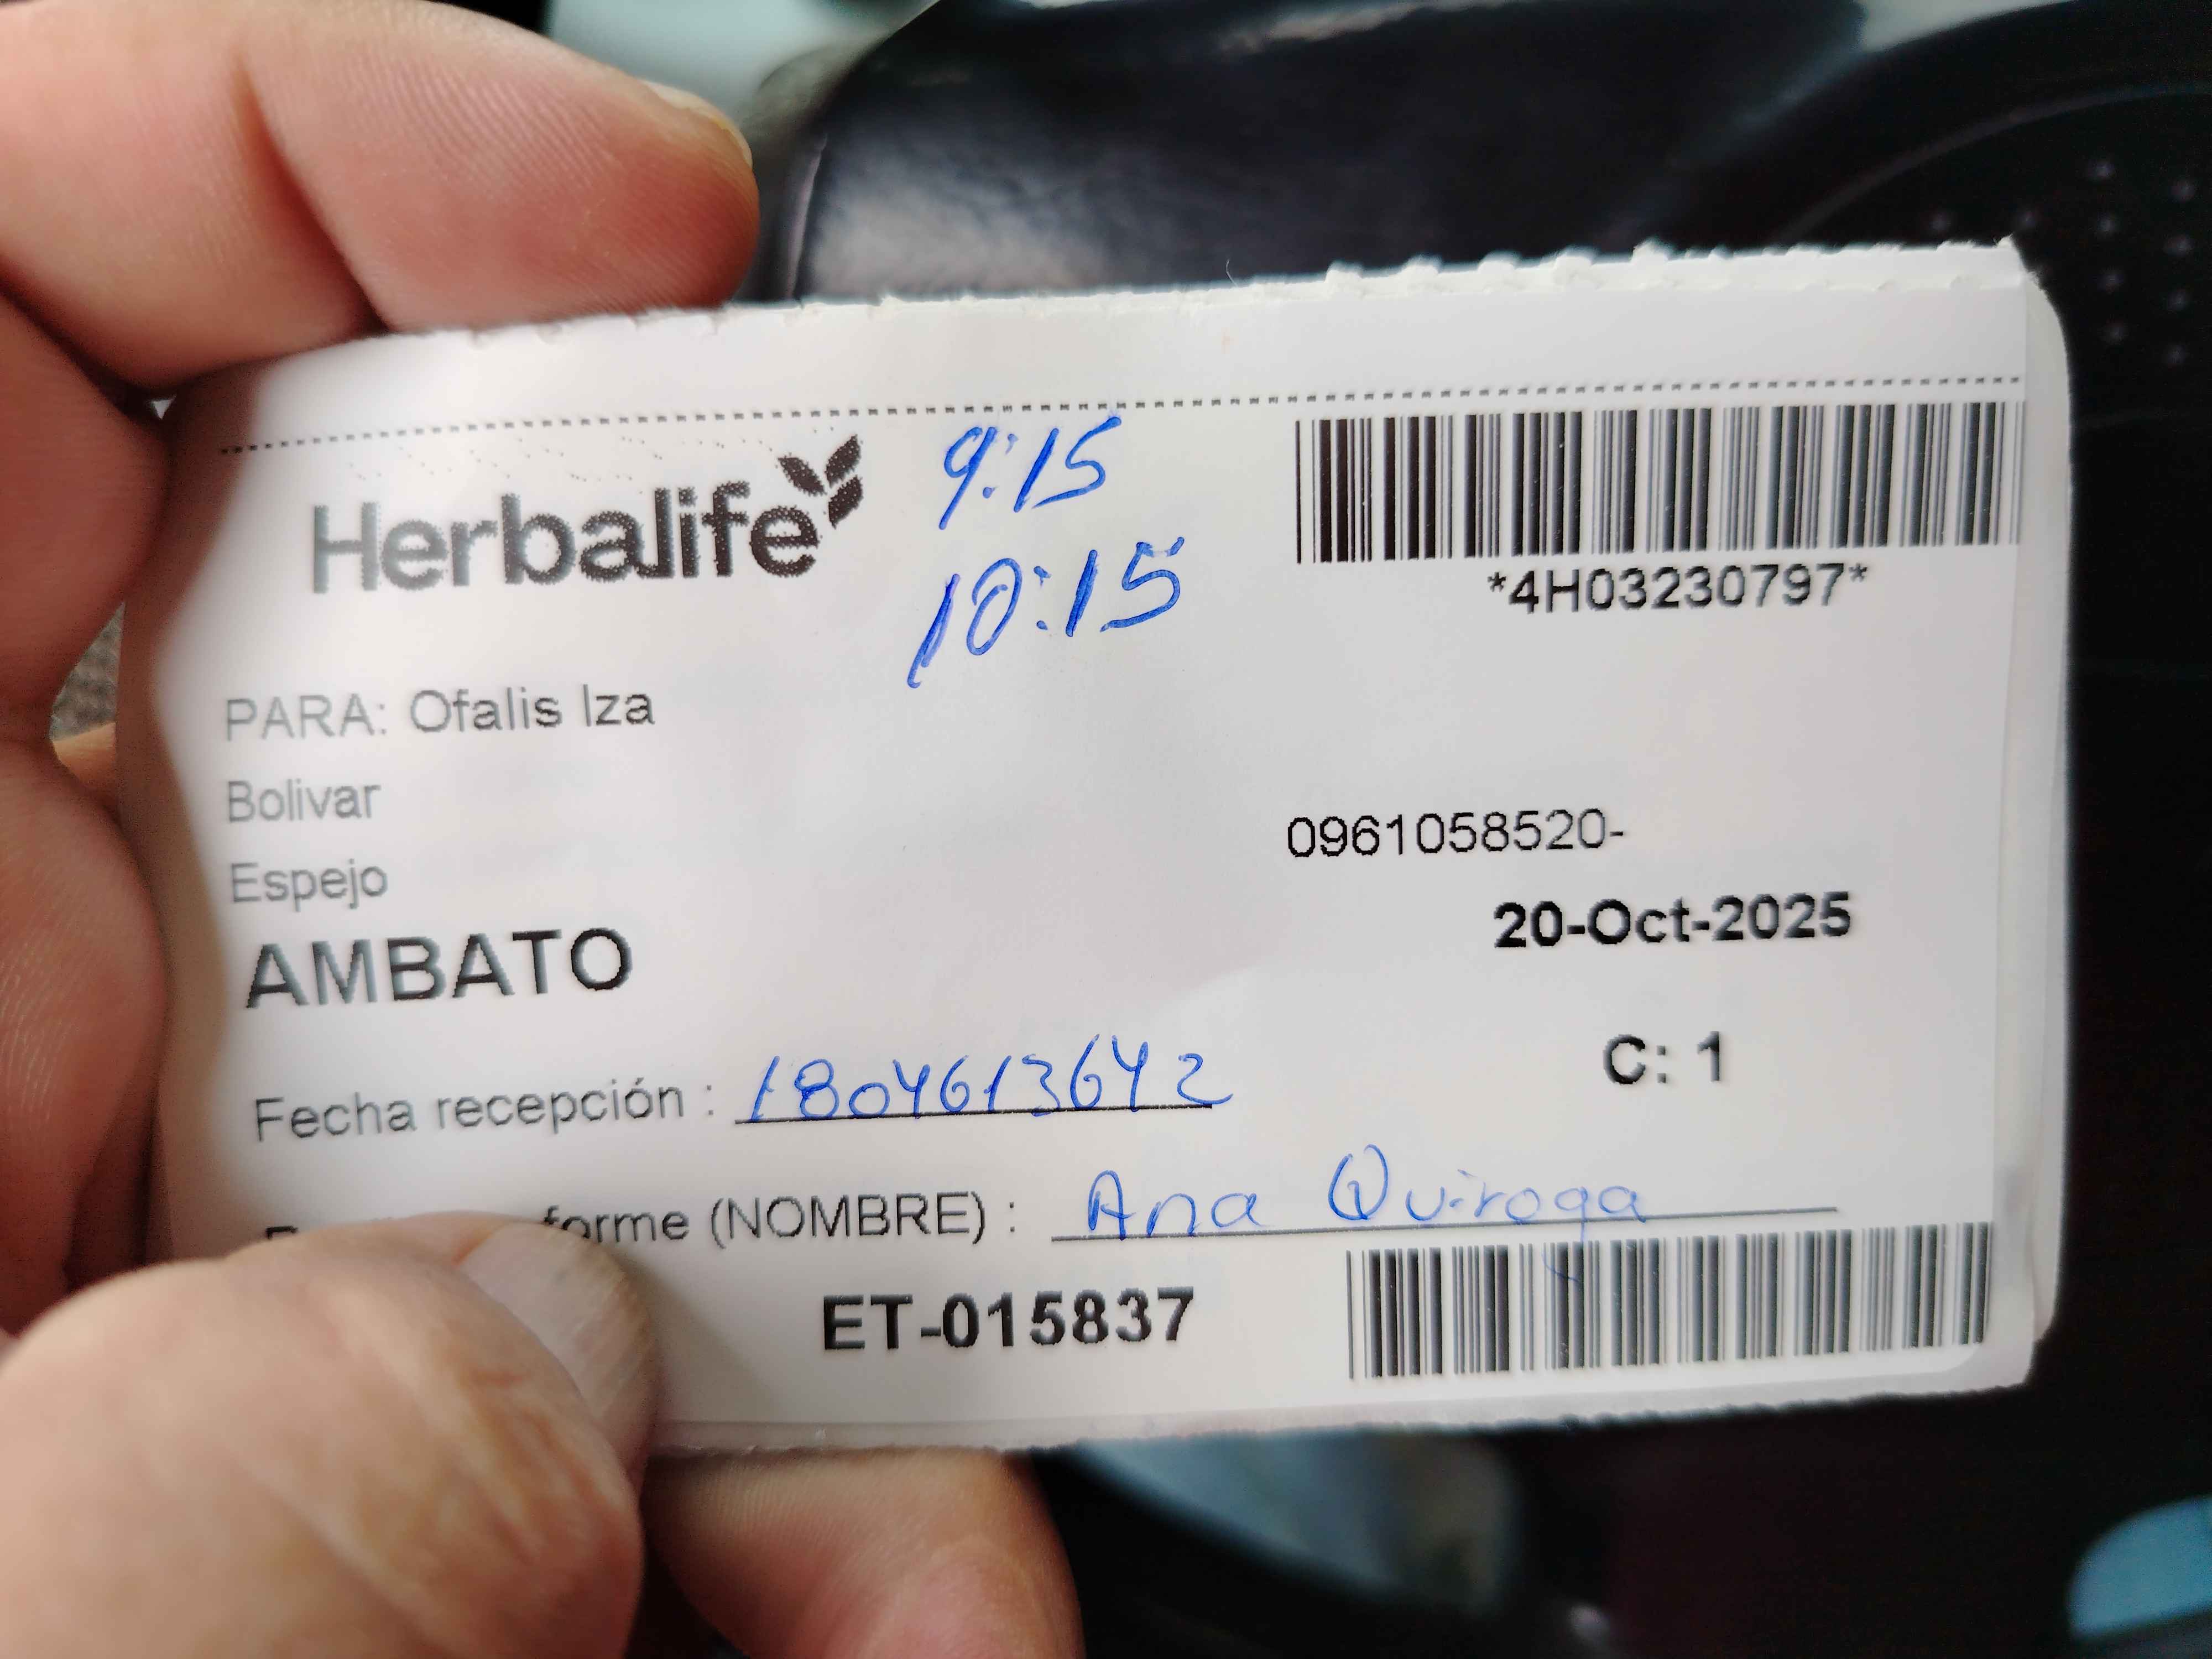 Herbalife
9:15
10:15
*4H03230797*
PARA: Ofalis Iza
Bolivar
0961058520-
Espejo
20-Oct-2025
AMBATO
C: 1
Fecha recepción : 1804613642
forme (NOMBRE) : Ana Quiroga
ET-015837